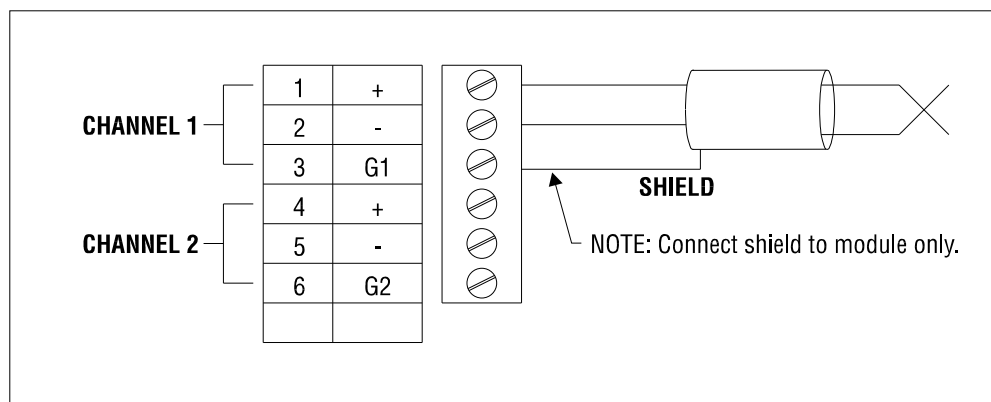 CHANNEL 1
1 +
2 -
3 G1
CHANNEL 2
4 +
5 -
6 G2
SHIELD
NOTE: Connect shield to module only.